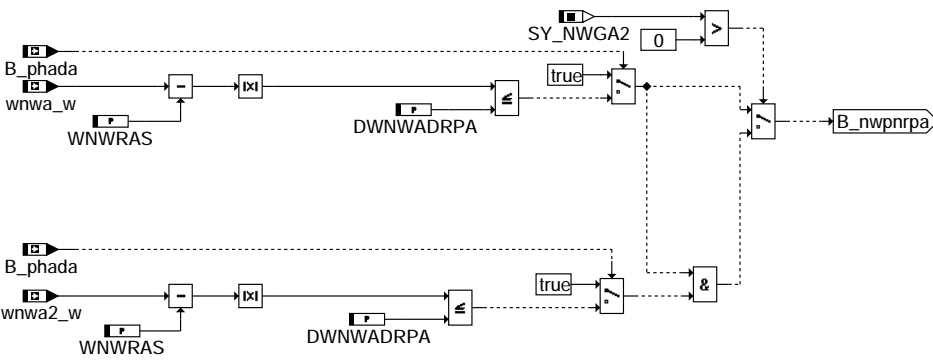 SY_NWGA2
0
>
B_phada
true
wnwa_w
-
|x|
≤
P
WNWRAS
P
DWNWADRPA
B_nwpnrpa
B_phada
true
&
wnwa2_w
-
|x|
≤
P
WNWRAS
P
DWNWADRPA